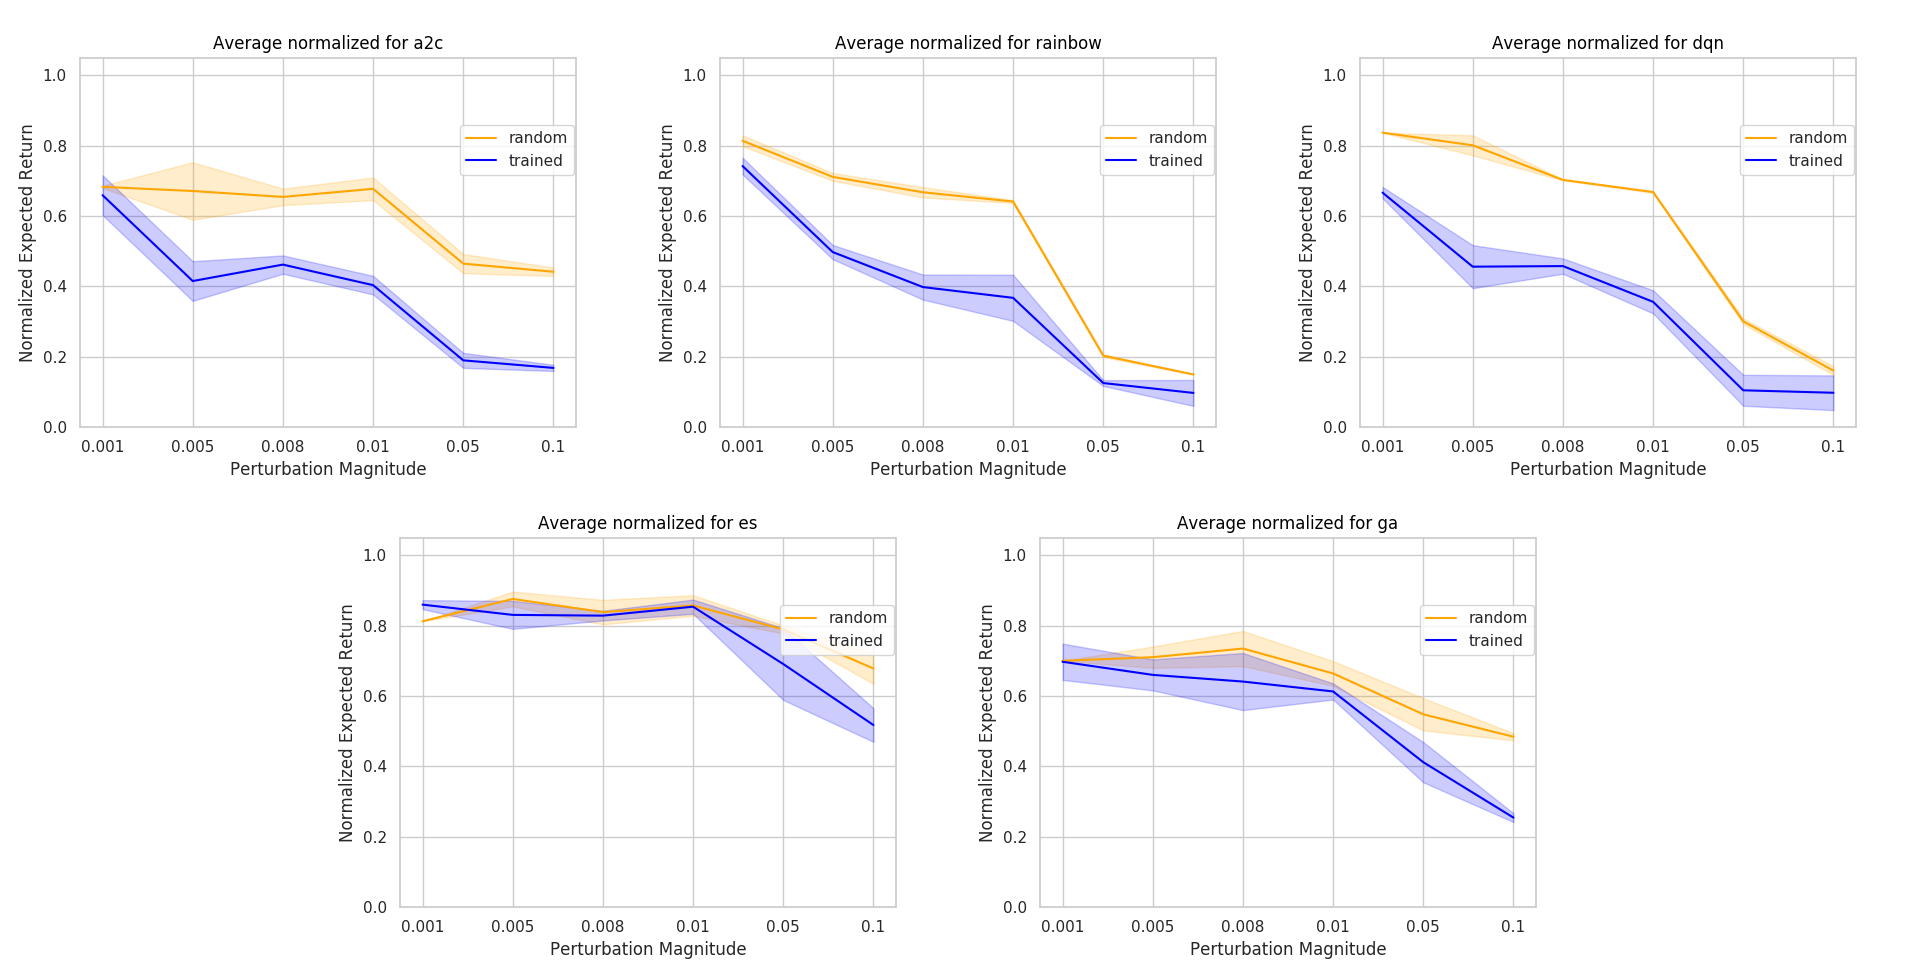 Average normalized for a2c
1.0
0.8
0.6
0.4
0.2
0.0
Normalized Expected Return
random
trained
0.001 0.005 0.008 0.01 0.05 0.1
Perturbation Magnitude
Average normalized for rainbow
1.0
0.8
0.6
0.4
0.2
0.0
Normalized Expected Return
random
trained
0.001 0.005 0.008 0.01 0.05 0.1
Perturbation Magnitude
Average normalized for dqn
1.0
0.8
0.6
0.4
0.2
0.0
Normalized Expected Return
random
trained
0.001 0.005 0.008 0.01 0.05 0.1
Perturbation Magnitude
Average normalized for es
1.0
0.8
0.6
0.4
0.2
0.0
Normalized Expected Return
random
trained
0.001 0.005 0.008 0.01 0.05 0.1
Perturbation Magnitude
Average normalized for ga
1.0
0.8
0.6
0.4
0.2
0.0
Normalized Expected Return
random
trained
0.001 0.005 0.008 0.01 0.05 0.1
Perturbation Magnitude